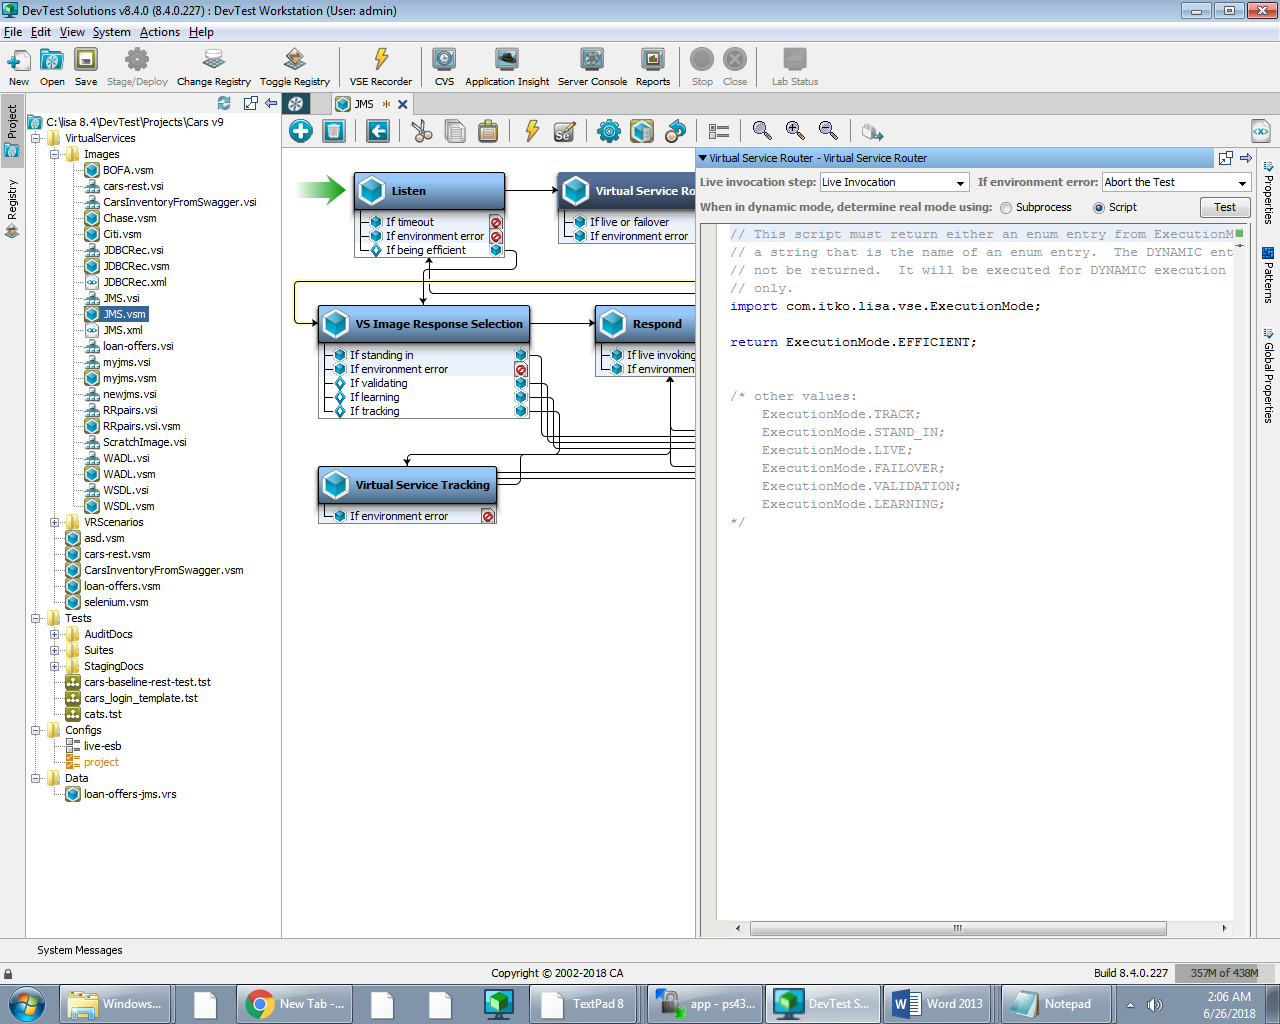 DevTest Solutions v8.4.0 (8.4.0.227) : DevTest Workstation (User: admin)
File Edit View System Actions Help
New Open Save Stage/Deploy Change Registry Toggle Registry VSE Recorder CVS Application Insight Server Console Reports Stop Close Lab Status
Project
Registry
C:\lisa 8.4\DevTest\Projects\Cars v9
VirtualServices
Images
BOFA.vsm
cars-rest.vsi
CarsInventoryFromSwagger.vsi
Chase.vsm
Citi.vsm
JDBCRec.vsi
JDBCRec.vsm
JDBCRec.xml
JMS.vsi
JMS.vsm
JMS.xml
loan-offers.vsi
myjms.vsi
myjms.vsm
newjms.vsi
RRpairs.vsi
RRpairs.vsi.vsm
ScratchImage.vsi
WADL.vsi
WADL.vsm
WSDL.vsi
WSDL.vsm
VRScenarios
asd.vsm
cars-rest.vsm
CarsInventoryFromSwagger.vsm
loan-offers.vsm
selenium.vsm
Tests
AuditDocs
Suites
StagingDocs
cars-baseline-rest-test.tst
cars_login_template.tst
cats.tst
Configs
live-esb
project
Data
loan-offers-jms.vrs
JMS
Listen
If timeout
If environment error
If being efficient
Virtual Service Ro
If live or failover
If environment error
VS Image Response Selection
If standing in
If environment error
If validating
If learning
If tracking
Respond
If live invoking
If environmen
Virtual Service Tracking
If environment error
Virtual Service Router - Virtual Service Router
Live invocation step: Live Invocation If environment error: Abort the Test
When in dynamic mode, determine real mode using: Subprocess Script Test
// This script must return either an enum entry from ExecutionM
// a string that is the name of an enum entry.  The DYNAMIC ent
// not be returned.  It will be executed for DYNAMIC execution
// only.
import com.itko.lisa.vse.ExecutionMode;
return ExecutionMode.EFFICIENT;
/* other values:
ExecutionMode.TRACK;
ExecutionMode.STAND_IN;
ExecutionMode.LIVE;
ExecutionMode.FAILOVER;
ExecutionMode.VALIDATION;
ExecutionMode.LEARNING;
*/
Properties
Patterns
Global Properties
System Messages
Copyright © 2002-2018 CA
Build 8.4.0.227 357M of 438M
Windows... New Tab -... TextPad 8 app - ps43... DevTest S... Word 2013 Notepad
2:06 AM
6/26/2018